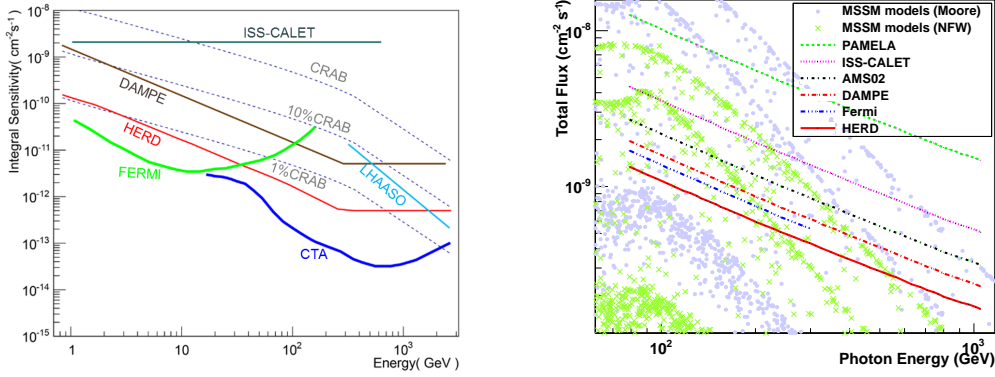 Integral Sensitivity( cm⁻²s⁻¹ )
10⁻⁸
10⁻⁹
10⁻¹⁰
10⁻¹¹
10⁻¹²
10⁻¹³
10⁻¹⁴
10⁻¹⁵
ISS-CALET
CRAB
DAMPE
10%CRAB
HERD
FERMI
1%CRAB
LHAASO
CTA
1
10
10²
10³
Energy( GeV )
Total Flux (cm⁻² s⁻¹)
10⁻⁸
10⁻⁹
MSSM models (Moore)
MSSM models (NFW)
PAMELA
ISS-CALET
AMS02
DAMPE
Fermi
HERD
10²
10³
Photon Energy (GeV)